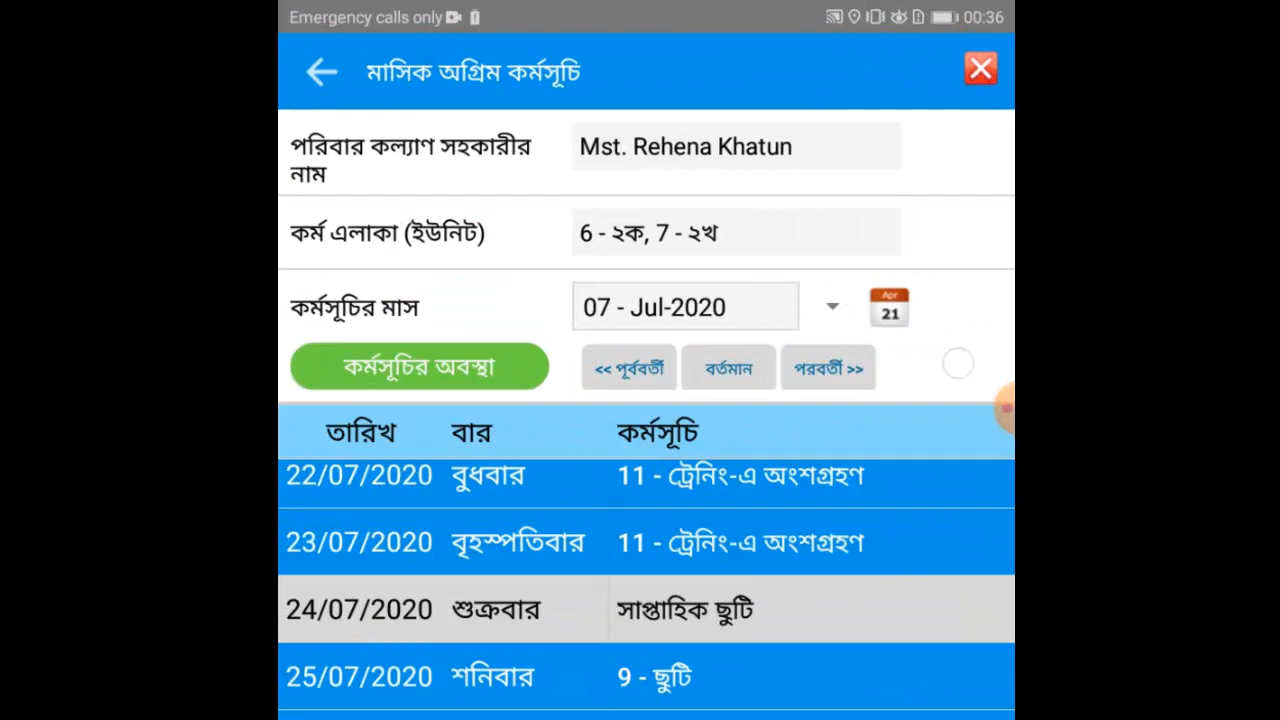 Emergency calls only 00:36
মাসিক অগ্রিম কর্মসূচি
পরিবার কল্যাণ সহকারীর
নাম
Mst. Rehena Khatun
কর্ম এলাকা (ইউনিট) 6 - ২ক, 7 - ২খ
কর্মসূচির মাস 07 - Jul-2020 Apr
21
কর্মসূচির অবস্থা << পূর্ববর্তী বর্তমান পরবর্তী >>
তারিখ বার কর্মসূচি
22/07/2020 বুধবার 11 - ট্রেনিং-এ অংশগ্রহণ
23/07/2020 বৃহস্পতিবার 11 - ট্রেনিং-এ অংশগ্রহণ
24/07/2020 শুক্রবার সাপ্তাহিক ছুটি
25/07/2020 শনিবার 9 - ছুটি